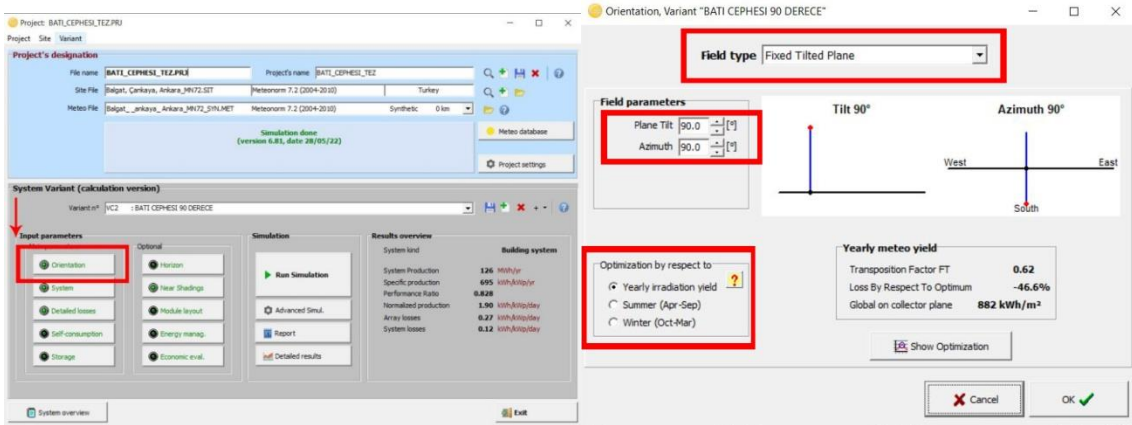 Project: BATI_CEPHESI_TEZ.PRJ
Project Site Variant
Project's designation
File name BATI_CEPHESI_TEZ.PRJ Project's name BATI_CEPHESI_TEZ
Site File Balgat, Çankaya, Ankara_MN72.SIT Meteonorm 7.2 (2004-2010) Turkey
Meteo File Balgat_ _ankaya_ Ankara_MN72_SYN.MET Meteonorm 7.2 (2004-2010) Synthetic 0 km
Simulation done
(version 6.81, date 28/05/22)
Meteo database
Project settings
System Variant (calculation version)
Variant n° VC2 : BATI CEPHESI 90 DERECE
Input parameters
Optional
Orientation
Horizon
System
Near Shadings
Detailed losses
Module layout
Self-consumption
Energy manag.
Storage
Economic eval.
Simulation
Run Simulation
Advanced Simul.
Report
Detailed results
Results overview
System kind Building system
System Production 126 MWh/yr
Specific production 695 kWh/kWp/yr
Performance Ratio 0.828
Normalized production 1.90 kWh/kWp/day
Array losses 0.27 kWh/kWp/day
System losses 0.12 kWh/kWp/day
System overview
Exit
Orientation, Variant "BATI CEPHESI 90 DERECE"
Field type Fixed Tilted Plane
Field parameters
Plane Tilt 90.0 [°]
Azimuth 90.0 [°]
Tilt 90°
Azimuth 90°
West
East
South
Optimization by respect to
?
Yearly irradiation yield
Summer (Apr-Sep)
Winter (Oct-Mar)
Yearly meteo yield
Transposition Factor FT 0.62
Loss By Respect To Optimum -46.6%
Global on collector plane 882 kWh/m²
Show Optimization
Cancel
OK